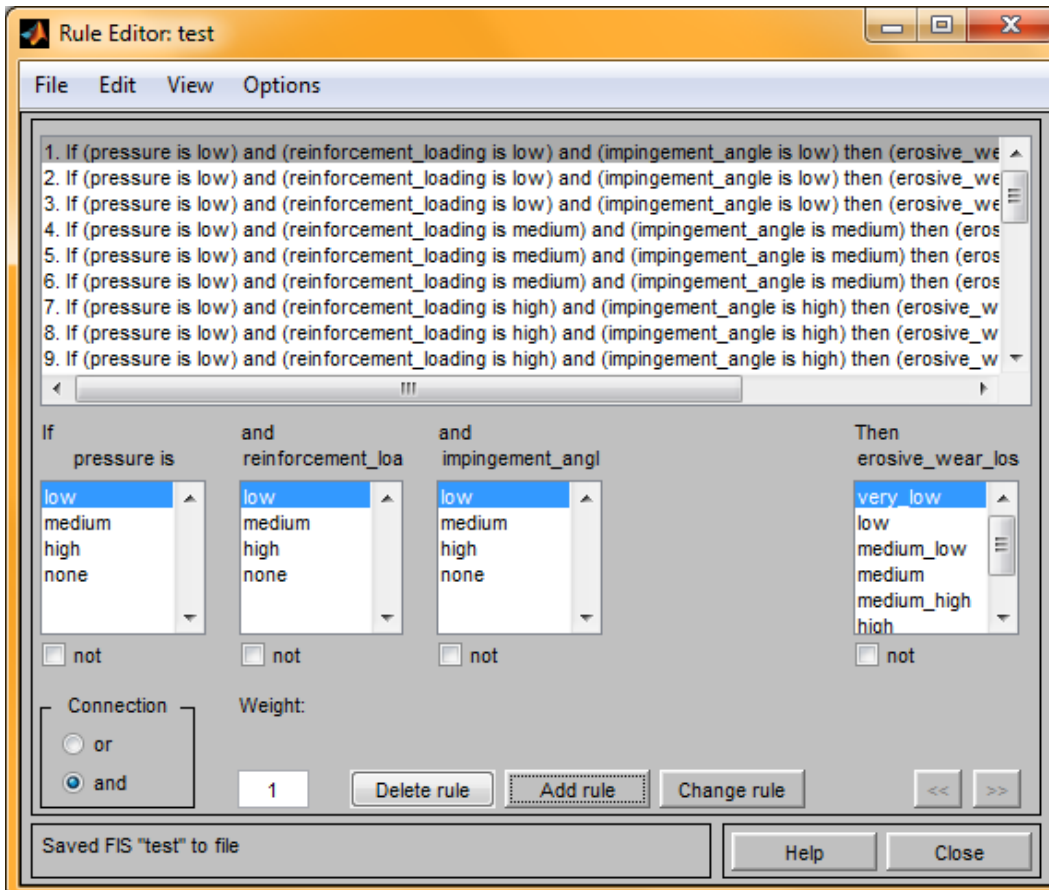 Rule Editor: test
File Edit View Options
1. If (pressure is low) and (reinforcement_loading is low) and (impingement_angle is low) then (erosive_we
2. If (pressure is low) and (reinforcement_loading is low) and (impingement_angle is low) then (erosive_we
3. If (pressure is low) and (reinforcement_loading is low) and (impingement_angle is low) then (erosive_we
4. If (pressure is low) and (reinforcement_loading is medium) and (impingement_angle is medium) then (eros
5. If (pressure is low) and (reinforcement_loading is medium) and (impingement_angle is medium) then (eros
6. If (pressure is low) and (reinforcement_loading is medium) and (impingement_angle is medium) then (eros
7. If (pressure is low) and (reinforcement_loading is high) and (impingement_angle is high) then (erosive_w
8. If (pressure is low) and (reinforcement_loading is high) and (impingement_angle is high) then (erosive_w
9. If (pressure is low) and (reinforcement_loading is high) and (impingement_angle is high) then (erosive_w
If and and Then
pressure is reinforcement_loa impingement_angl erosive_wear_los
low low low very_low
medium medium medium low
high high high medium_low
none none none medium
medium_high
high
not not not not
Connection Weight:
or
and 1 Delete rule Add rule Change rule << >>
Saved FIS "test" to file Help Close